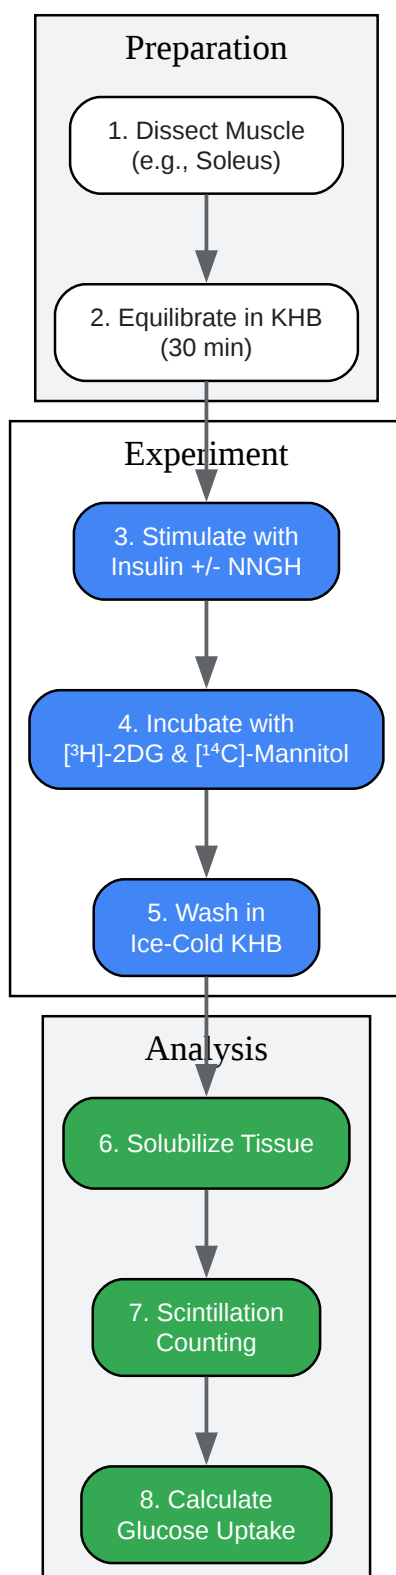 Preparation
1. Dissect Muscle
(e.g., Soleus)
2. Equilibrate in KHB
(30 min)
Experiment
3. Stimulate with
Insulin +/- NNGH
4. Incubate with
[³H]-2DG & [¹⁴C]-Mannitol
5. Wash in
Ice-Cold KHB
Analysis
6. Solubilize Tissue
7. Scintillation
Counting
8. Calculate
Glucose Uptake